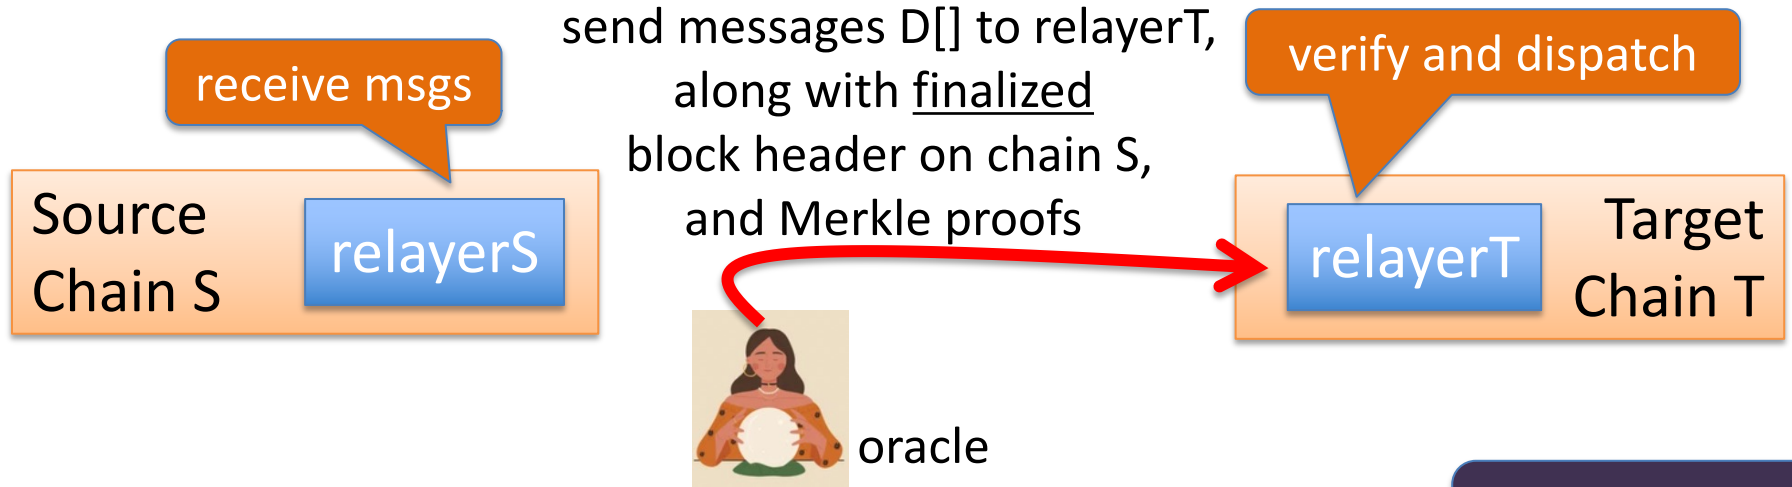 send messages D[] to relayerT,
along with finalized
block header on chain S,
and Merkle proofs
receive msgs
verify and dispatch
Source
Chain S
relayerS
relayerT
Target
Chain T
oracle